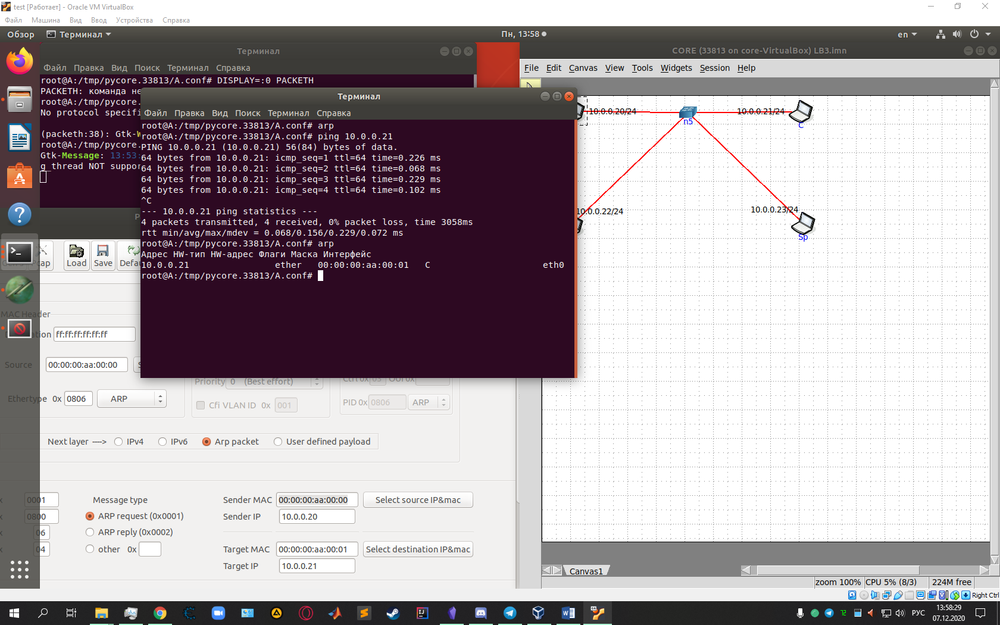 test [Работает] - Oracle VM VirtualBox
Файл Машина Вид Ввод Устройства Справка
Обзор Терминал Пн, 13:58 en
Терминал
Файл Правка Вид Поиск Терминал Справка
root@A:/tmp/pycore.33813/A.conf# DISPLAY=:0 PACKETH
PACKETH: команда не
root@A:/tmp/pycore.
No protocol specifi
(packeth:38): Gtk-W
root@A:/tmp/pycore.
Gtk-Message: 13:53:
g_thread NOT suppor
Терминал
Файл Правка Вид Поиск Терминал Справка
root@A:/tmp/pycore.33813/A.conf# arp
root@A:/tmp/pycore.33813/A.conf# ping 10.0.0.21
PING 10.0.0.21 (10.0.0.21) 56(84) bytes of data.
64 bytes from 10.0.0.21: icmp_seq=1 ttl=64 time=0.226 ms
64 bytes from 10.0.0.21: icmp_seq=2 ttl=64 time=0.068 ms
64 bytes from 10.0.0.21: icmp_seq=3 ttl=64 time=0.229 ms
64 bytes from 10.0.0.21: icmp_seq=4 ttl=64 time=0.102 ms
^C
--- 10.0.0.21 ping statistics ---
4 packets transmitted, 4 received, 0% packet loss, time 3058ms
rtt min/avg/max/mdev = 0.068/0.156/0.229/0.072 ms
root@A:/tmp/pycore.33813/A.conf# arp
Адрес HW-тип HW-адрес Флаги Маска Интерфейс
10.0.0.21 ether 00:00:00:aa:00:01 C eth0
root@A:/tmp/pycore.33813/A.conf#
CORE (33813 on core-VirtualBox) LB3.imn
File Edit Canvas View Tools Widgets Session Help
10.0.0.20/24
n5
10.0.0.21/24
C
10.0.0.22/24
10.0.0.23/24
Sp
Canvas1
zoom 100% CPU 5% (8/3) 224M free
Right Ctrl
P
cap Load Save Defau
MAC Header
ation ff:ff:ff:ff:ff:ff
Source 00:00:00:aa:00:00 S
Ethertype 0x 0806 ARP
Priority 0 (Best effort)
Cfi VLAN ID 0x 001
Ctrl 0x 03 OUI 0x
PID 0x 0806 ARP
Next layer ----> IPv4 IPv6 Arp packet User defined payload
x 0001
x 0800
x 06
x 04
Message type
ARP request (0x0001)
ARP reply (0x0002)
other 0x
Sender MAC 00:00:00:aa:00:00 Select source IP&mac
Sender IP 10.0.0.20
Target MAC 00:00:00:aa:00:01 Select destination IP&mac
Target IP 10.0.0.21
12 РУС 13:58:29
07.12.2020